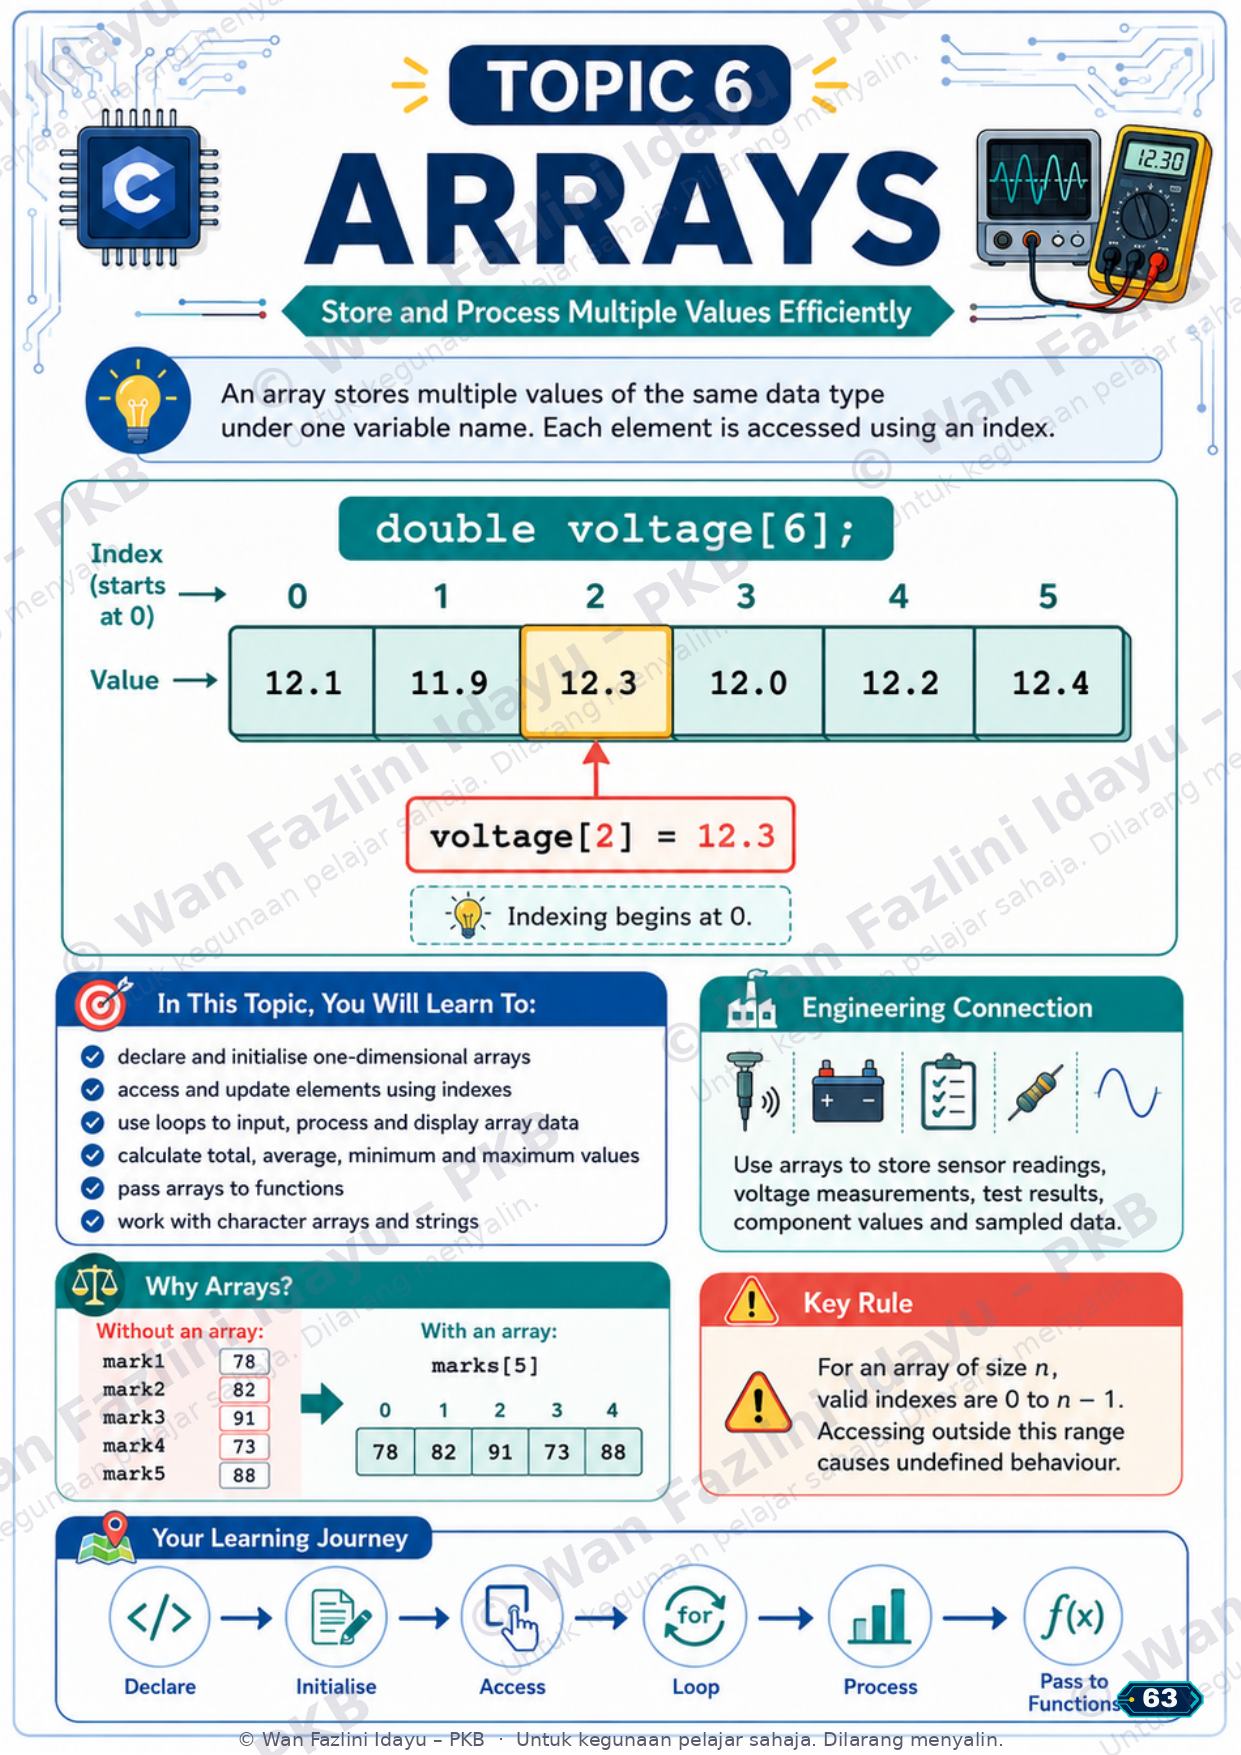 TOPIC 6
ARRAYS
C
12.30
Store and Process Multiple Values Efficiently
An array stores multiple values of the same data type
under one variable name. Each element is accessed using an index.
double voltage[6];
Index
(starts
at 0)
0 1 2 3 4 5
Value
12.1 11.9 12.3 12.0 12.2 12.4
voltage[2] = 12.3
Indexing begins at 0.
In This Topic, You Will Learn To:
declare and initialise one-dimensional arrays
access and update elements using indexes
use loops to input, process and display array data
calculate total, average, minimum and maximum values
pass arrays to functions
work with character arrays and strings
Engineering Connection
+ −
Use arrays to store sensor readings,
voltage measurements, test results,
component values and sampled data.
Why Arrays?
Without an array:
mark1 78
mark2 82
mark3 91
mark4 73
mark5 88
With an array:
marks[5]
0 1 2 3 4
78 82 91 73 88
Key Rule
For an array of size n,
valid indexes are 0 to n − 1.
Accessing outside this range
causes undefined behaviour.
Your Learning Journey
</>
for
f(x)
Declare
Initialise
Access
Loop
Process
Pass to
Functions
63
© Wan Fazlini Idayu – PKB · Untuk kegunaan pelajar sahaja. Dilarang menyalin.
© Wan Fazlini Idayu – PKB
Untuk kegunaan pelajar sahaja. Dilarang menyalin.